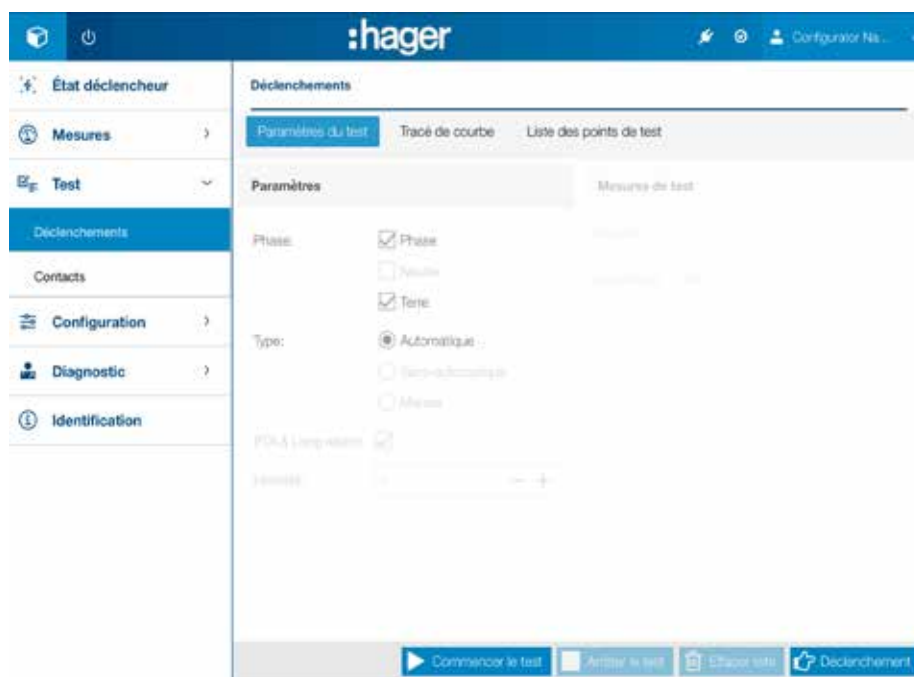 :hager
Configurator Na...
État déclencheur
Mesures
Test
Déclenchements
Contacts
Configuration
Diagnostic
Identification
Déclenchements
Paramètres du test
Tracé de courbe
Liste des points de test
Paramètres
Mesures de test
Phase:
Phase
Neutre
Terre
Type:
Automatique
Semi-automatique
Manuel
Commencer le test
Arrêter le test
Effacer
Déclenchement